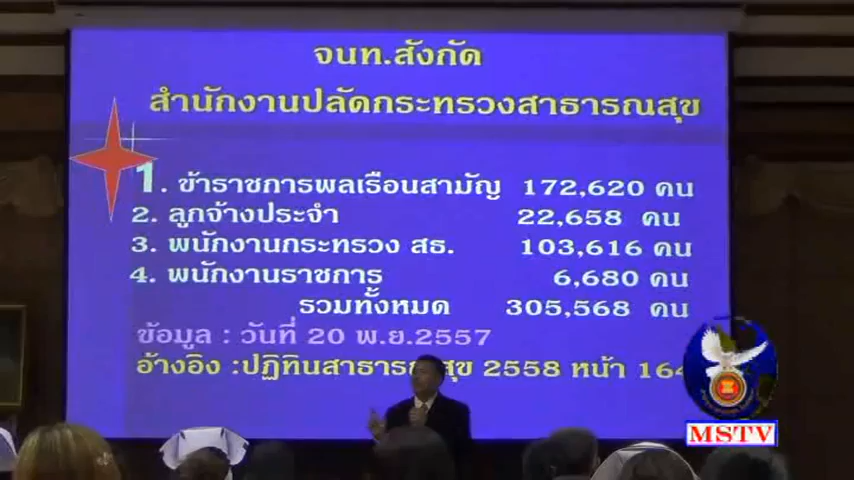 จนท.สังกัด
สำนักงานปลัดกระทรวงสาธารณสุข
1. ข้าราชการพลเรือนสามัญ 172,620 คน
2. ลูกจ้างประจำ 22,658 คน
3. พนักงานกระทรวง สธ. 103,616 คน
4. พนักงานราชการ 6,680 คน
รวมทั้งหมด 305,568 คน
ข้อมูล : วันที่ 20 พ.ย.2557
อ้างอิง :ปฏิทินสาธารณสุข 2558 หน้า 164
MSTV